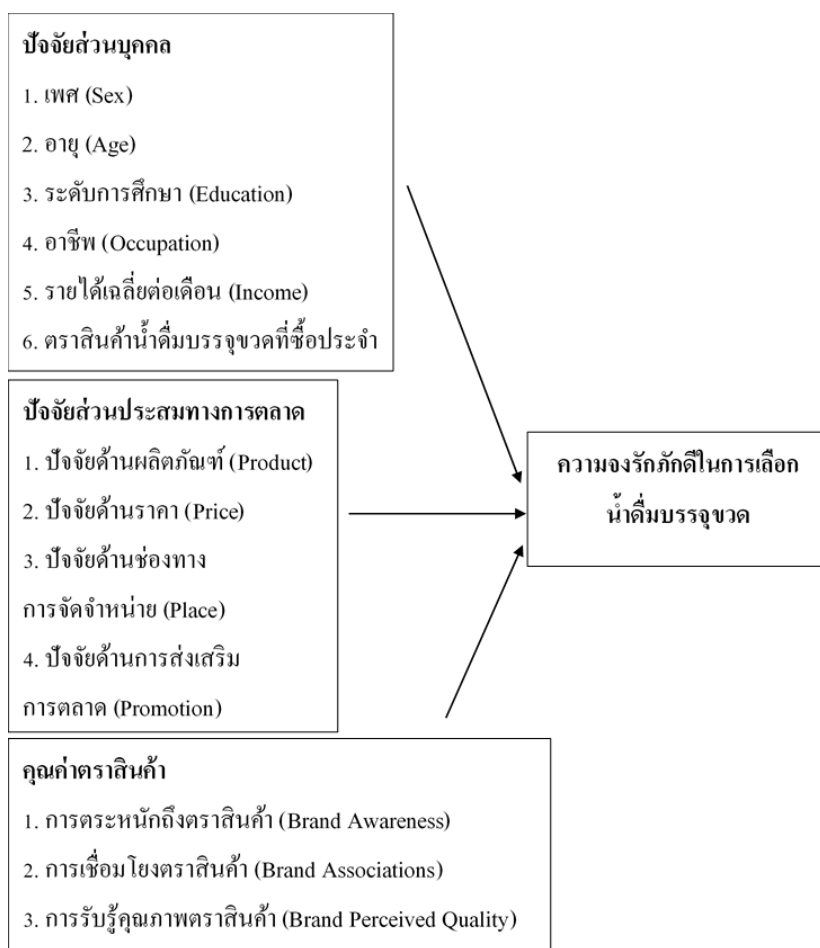 ปัจจัยส่วนบุคคล
1. เพศ (Sex)
2. อายุ (Age)
3. ระดับการศึกษา (Education)
4. อาชีพ (Occupation)
5. รายได้เฉลี่ยต่อเดือน (Income)
6. ตราสินค้าน้ำดื่มบรรจุขวดที่ซื้อประจำ
ปัจจัยส่วนประสมทางการตลาด
1. ปัจจัยด้านผลิตภัณฑ์ (Product)
2. ปัจจัยด้านราคา (Price)
3. ปัจจัยด้านช่องทาง
การจัดจำหน่าย (Place)
4. ปัจจัยด้านการส่งเสริม
การตลาด (Promotion)
ความจงรักภักดีในการเลือก
น้ำดื่มบรรจุขวด
คุณค่าตราสินค้า
1. การตระหนักถึงตราสินค้า (Brand Awareness)
2. การเชื่อมโยงตราสินค้า (Brand Associations)
3. การรับรู้คุณภาพตราสินค้า (Brand Perceived Quality)